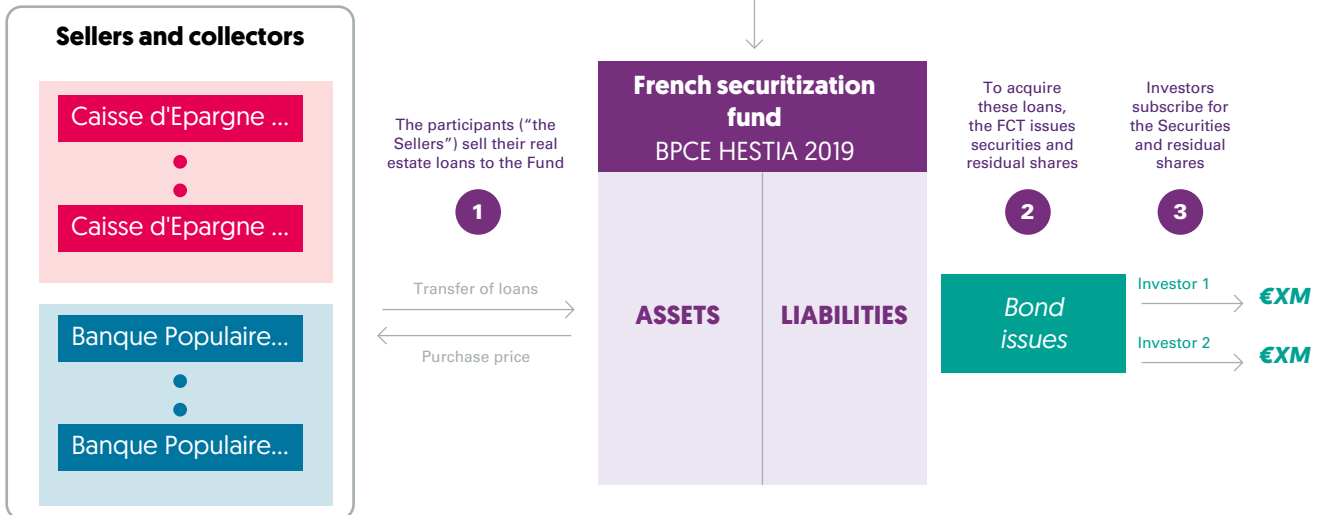 Sellers and collectors
Caisse d'Epargne ...
Caisse d'Epargne ...
Banque Populaire...
Banque Populaire...
The participants (“the
Sellers”) sell their real
estate loans to the Fund
1
Transfer of loans
Purchase price
French securitization
fund
BPCE HESTIA 2019
ASSETS
LIABILITIES
To acquire
these loans,
the FCT issues
securities and
residual shares
2
Investors
subscribe for
the Securities
and residual
shares
3
Bond
issues
Investor 1
€XM
Investor 2
€XM